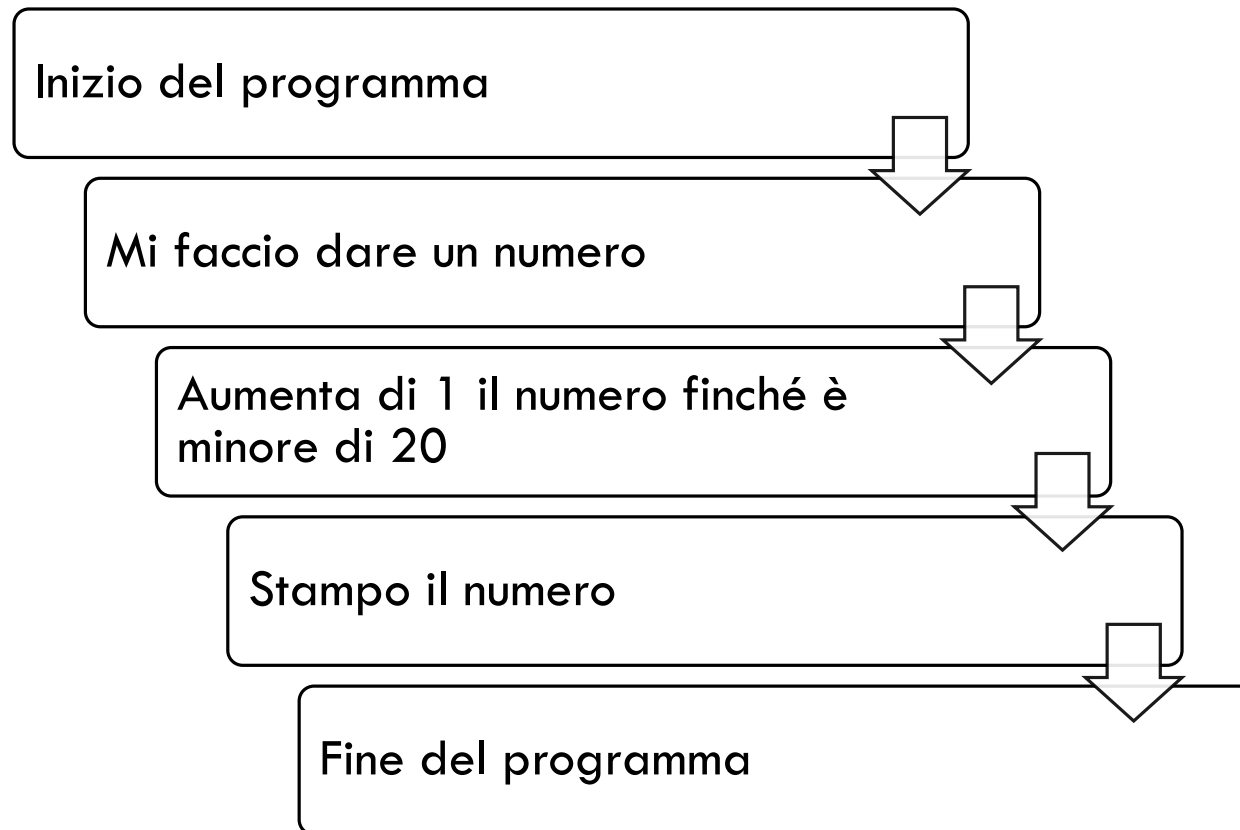 Inizio del programma
Mi faccio dare un numero
Aumenta di 1 il numero finché è
minore di 20
Stampo il numero
Fine del programma